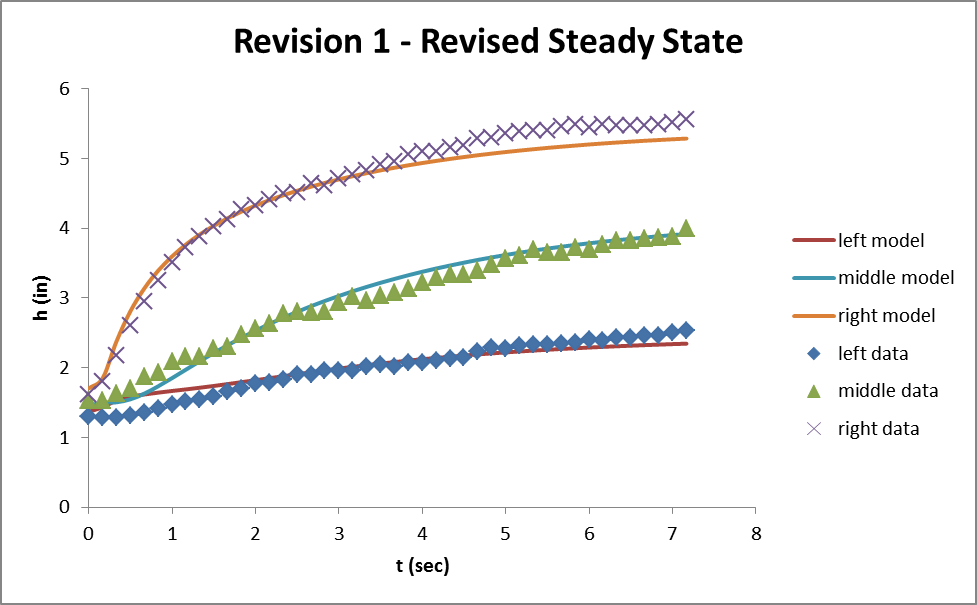 Revision 1 - Revised Steady State
6
5
4
3
2
1
0
h (in)
0 1 2 3 4 5 6 7 8
t (sec)
left model
middle model
right model
left data
middle data
right data